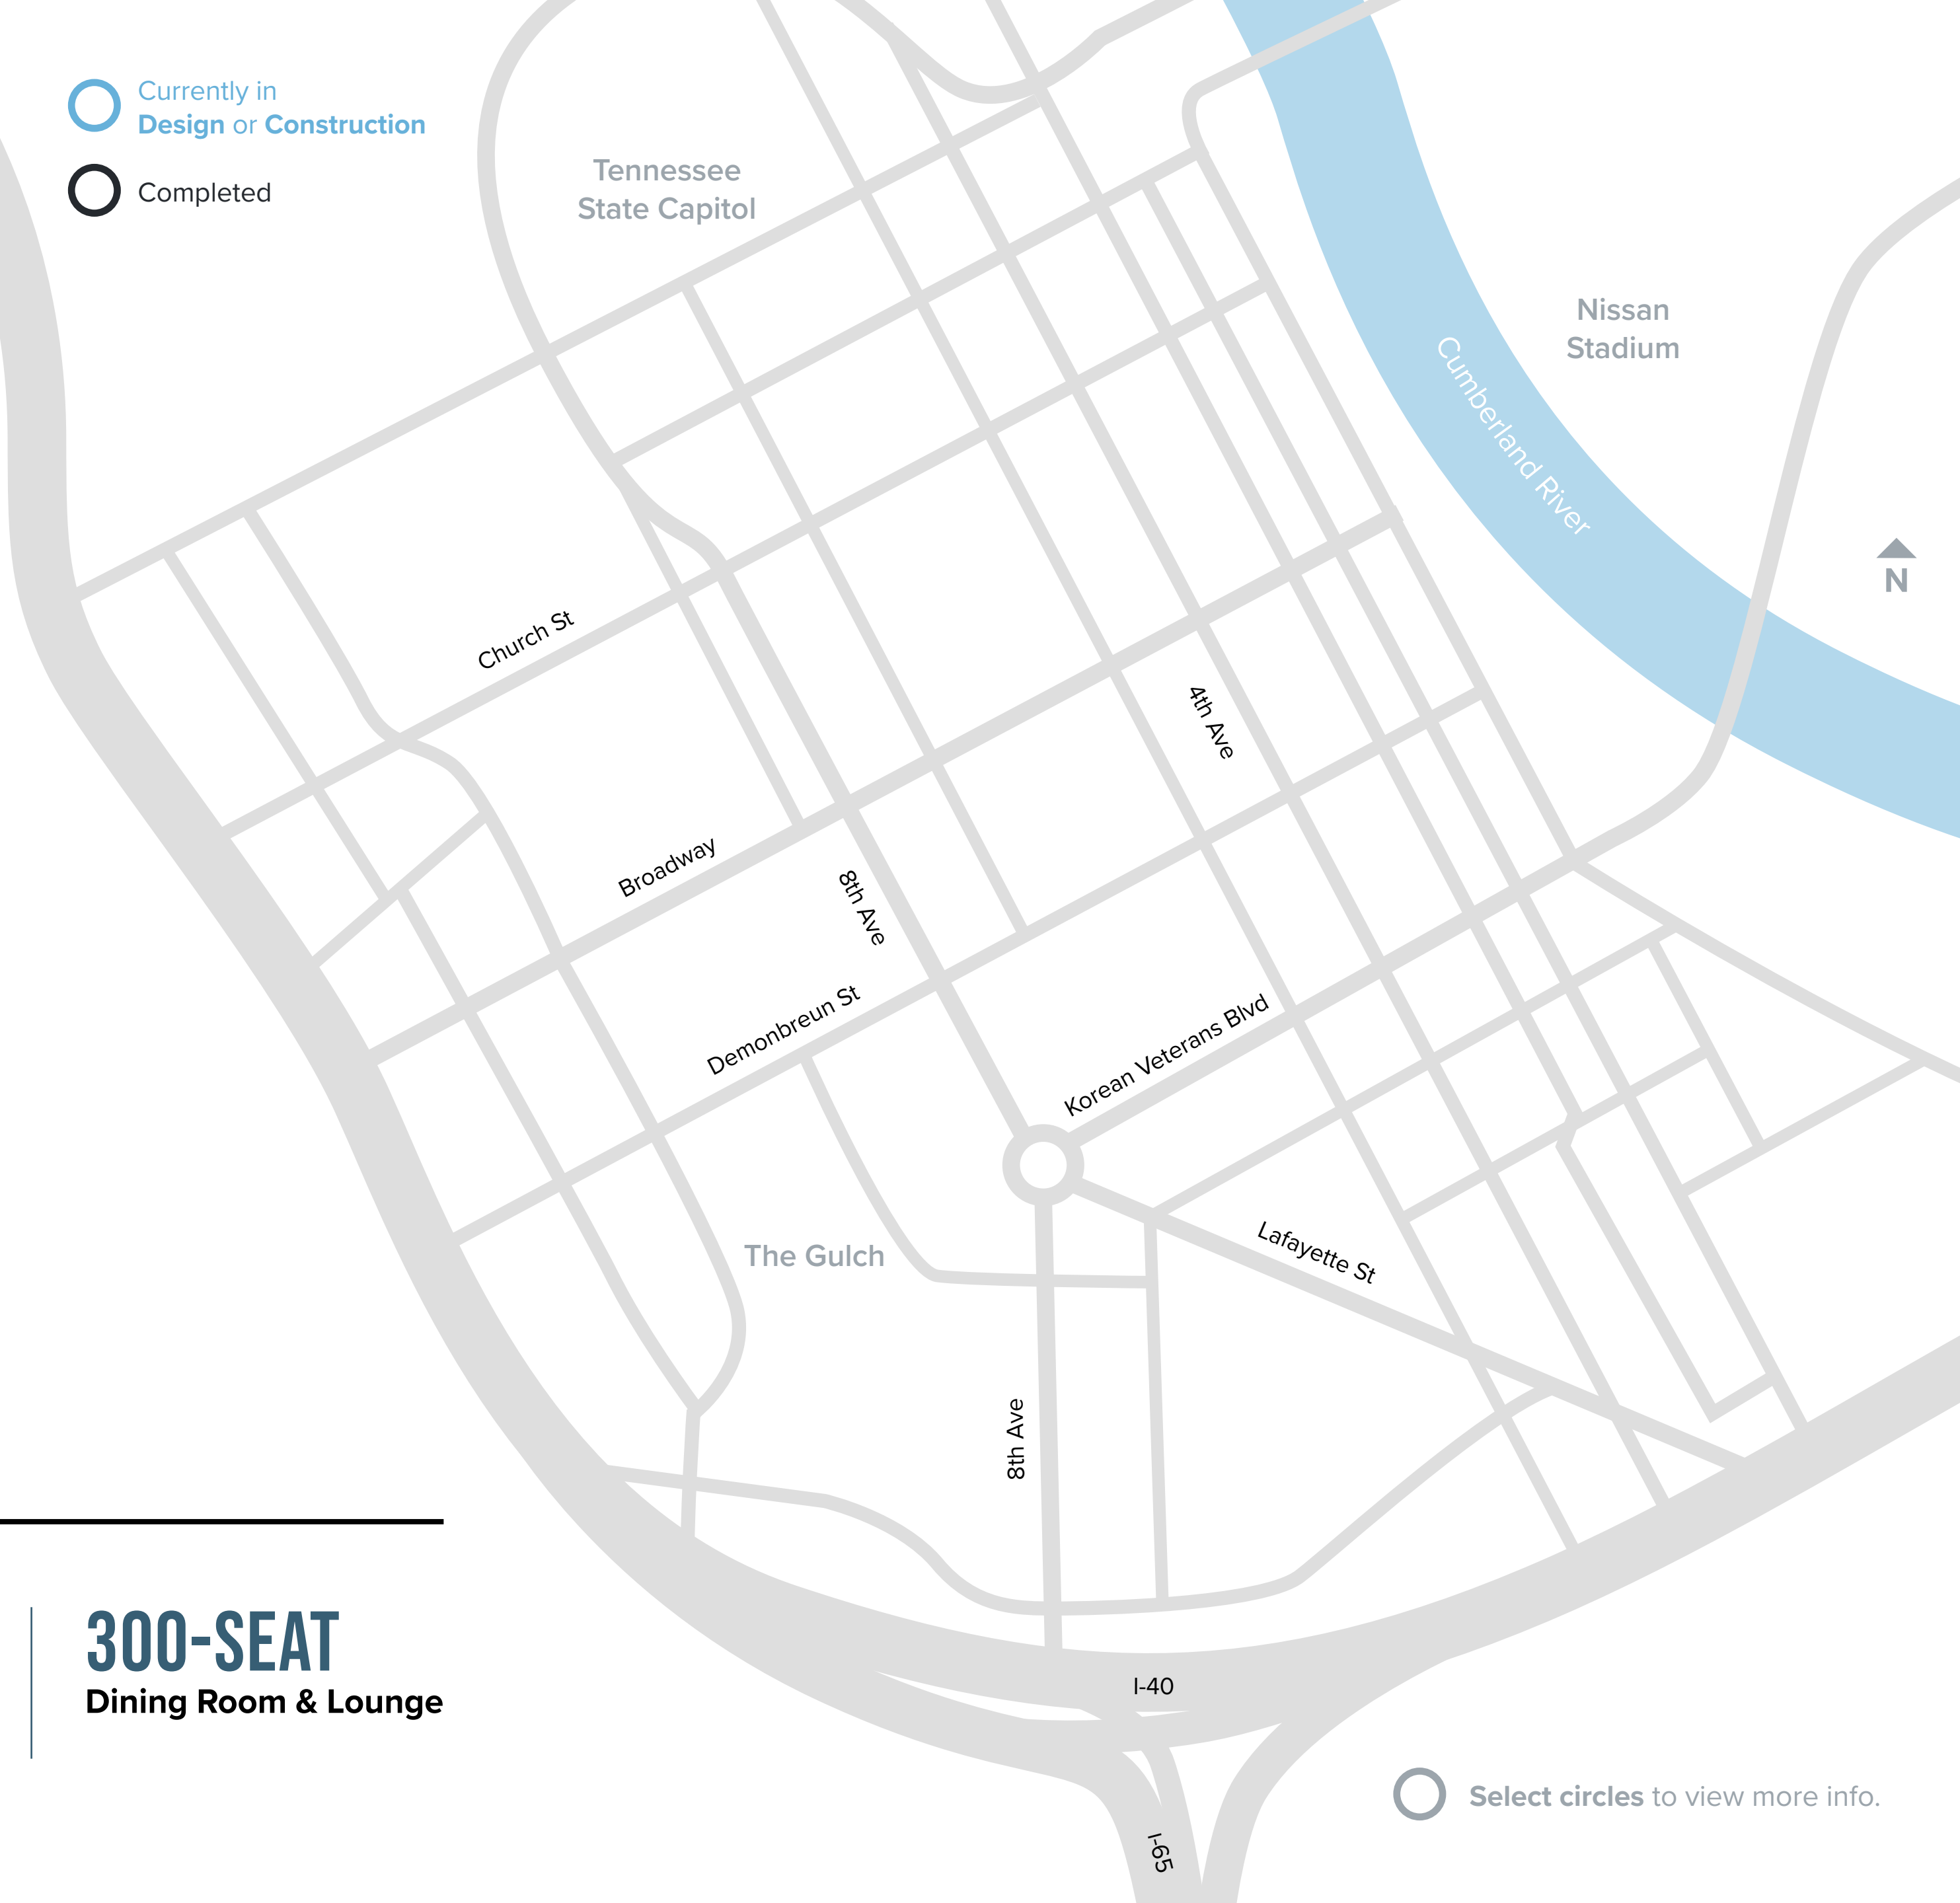 Currently in
Design or Construction
Completed
Tennessee
State Capitol
Nissan
Stadium
Cumberland River
N
Church St
4th Ave
Broadway
8th Ave
Demonbreun St
Korean Veterans Blvd
Lafayette St
The Gulch
8th Ave
300-SEAT
Dining Room & Lounge
I-40
Select circles to view more info.
I-65